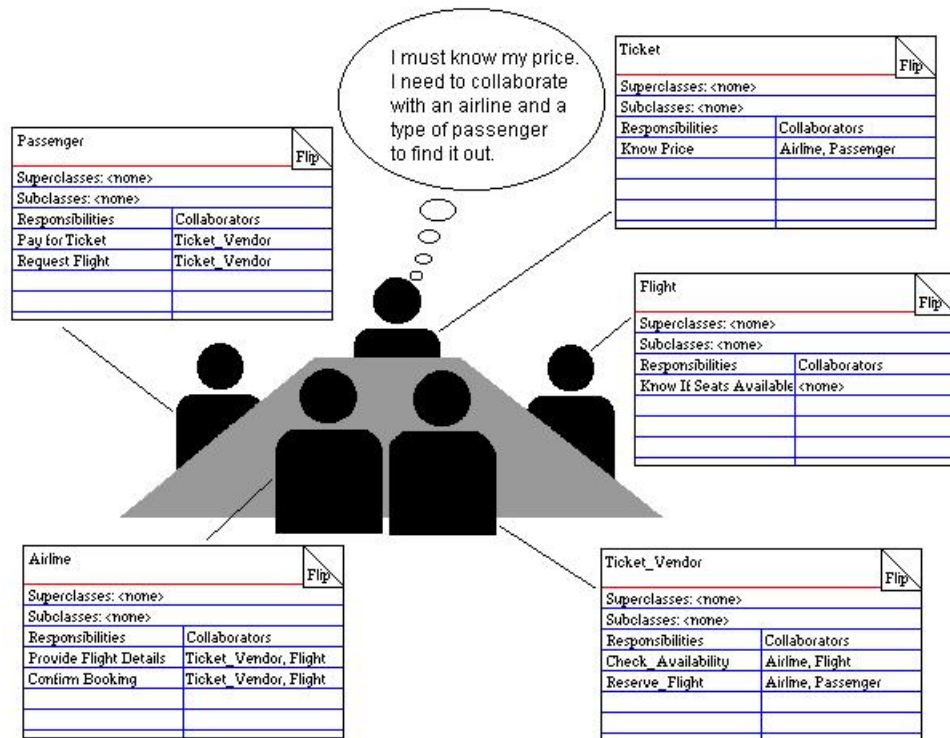 I must know my price.
I need to collaborate
with an airline and a
type of passenger
to find it out.
Ticket
Flip
Superclasses: <none>
Subclasses: <none>
Responsibilities Collaborators
Know Price Airline, Passenger
Passenger
Flip
Superclasses: <none>
Subclasses: <none>
Responsibilities Collaborators
Pay for Ticket Ticket_Vendor
Request Flight Ticket_Vendor
Flight
Flip
Superclasses: <none>
Subclasses: <none>
Responsibilities Collaborators
Know If Seats Available <none>
Airline
Flip
Superclasses: <none>
Subclasses: <none>
Responsibilities Collaborators
Provide Flight Details Ticket_Vendor, Flight
Confirm Booking Ticket_Vendor, Flight
Ticket_Vendor
Flip
Superclasses: <none>
Subclasses: <none>
Responsibilities Collaborators
Check_Availability Airline, Flight
Reserve_Flight Airline, Passenger